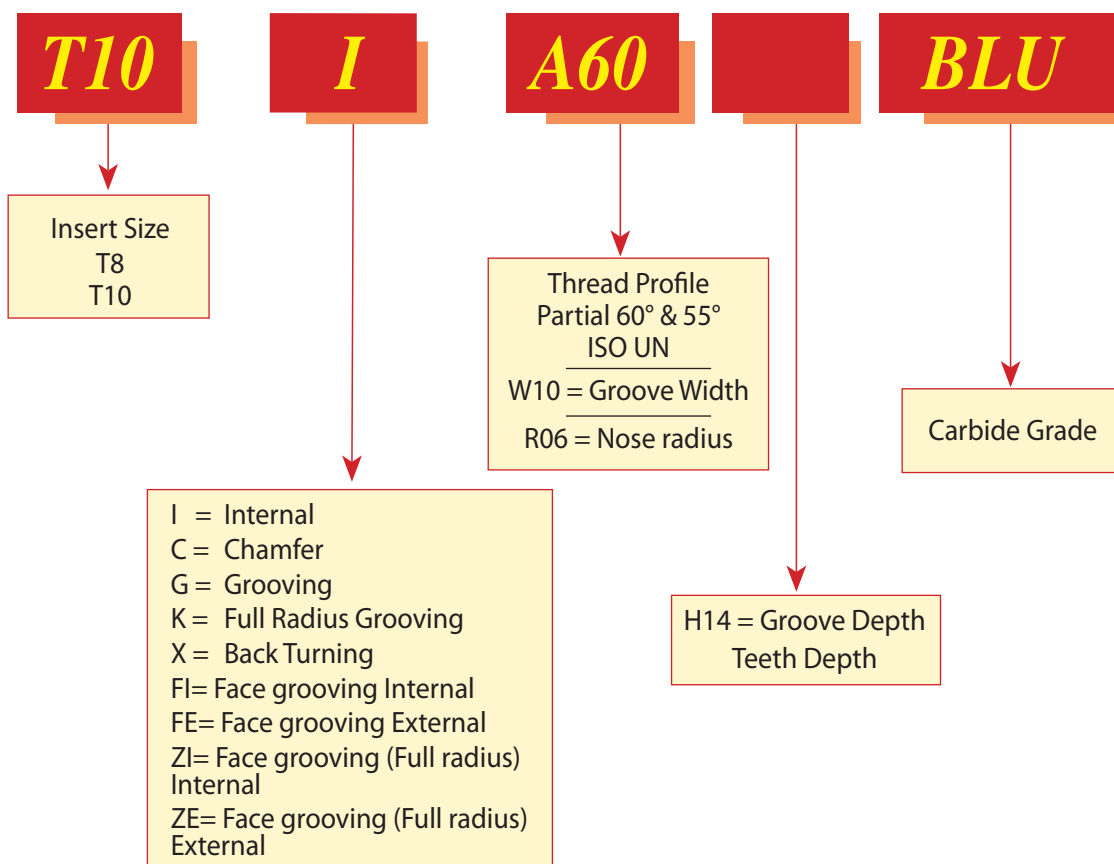 T10
I
A60
BLU
Insert Size
T8
T10
Thread Profile
Partial 60° & 55°
ISO UN
W10 = Groove Width
R06 = Nose radius
Carbide Grade
I = Internal
C = Chamfer
G = Grooving
K = Full Radius Grooving
X = Back Turning
FI= Face grooving Internal
FE= Face grooving External
ZI= Face grooving (Full radius)
Internal
ZE= Face grooving (Full radius)
External
H14 = Groove Depth
Teeth Depth